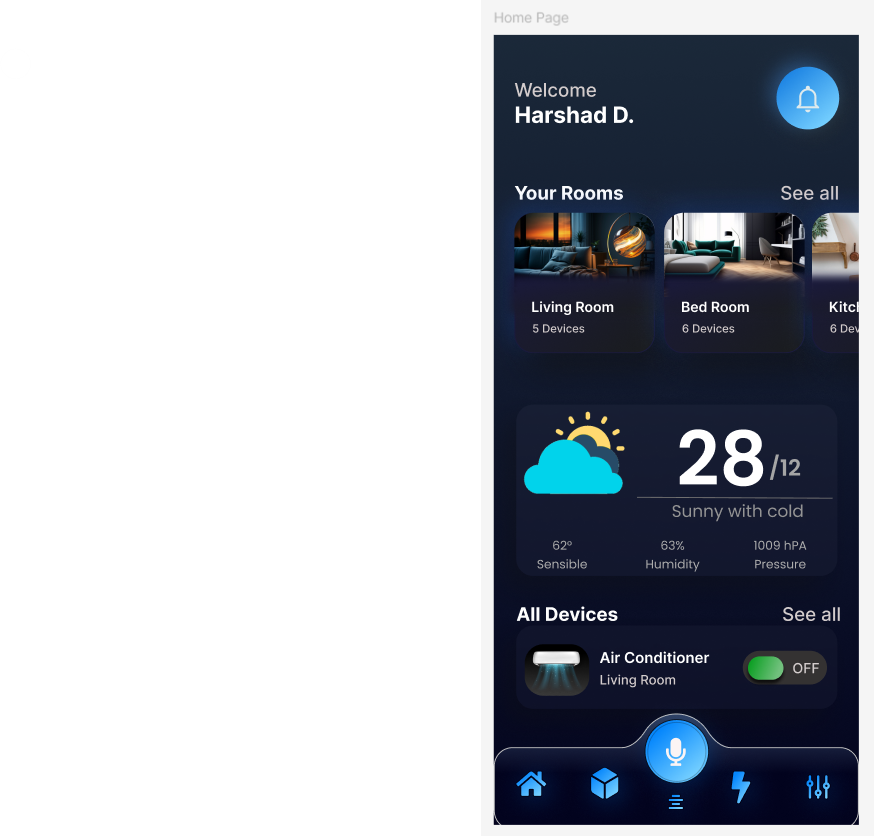 Home Page
Welcome
Harshad D.
Your Rooms See all
Living Room
5 Devices
Bed Room
6 Devices
Kitch
6 Dev
28/12
Sunny with cold
62° 63% 1009 hPA
Sensible Humidity Pressure
All Devices See all
Air Conditioner
Living Room
OFF